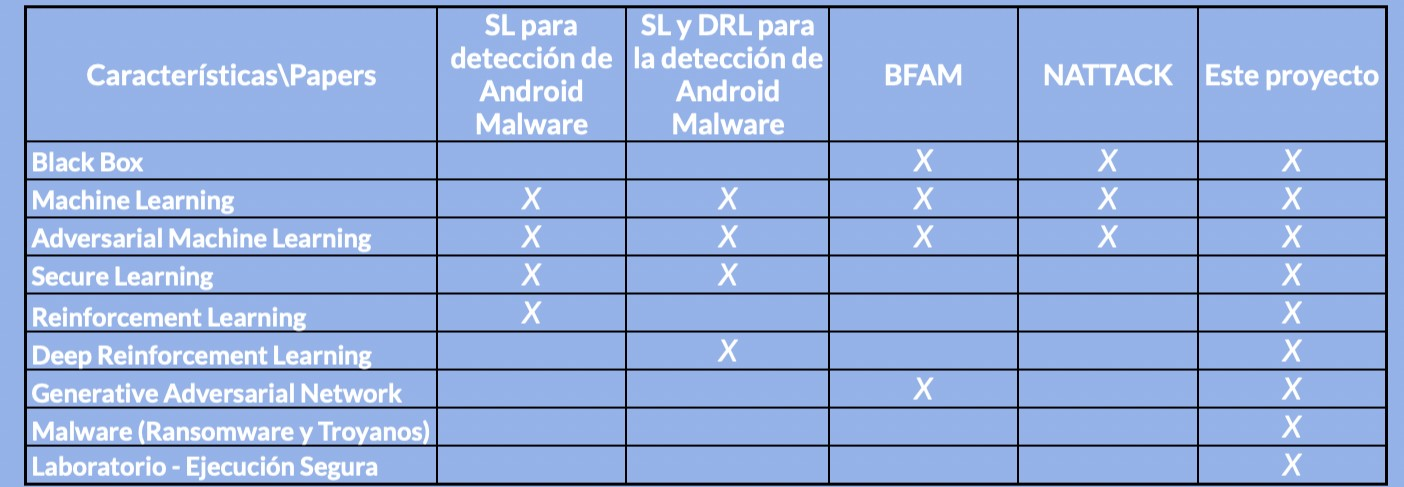 Características\Papers
SL para
detección de
Android
Malware
SL y DRL para
la detección de
Android
Malware
BFAM
NATTACK
Este proyecto
Black Box X X X
Machine Learning X X X X X
Adversarial Machine Learning X X X X X
Secure Learning X X X
Reinforcement Learning X X
Deep Reinforcement Learning X X
Generative Adversarial Network X X
Malware (Ransomware y Troyanos) X
Laboratorio - Ejecución Segura X